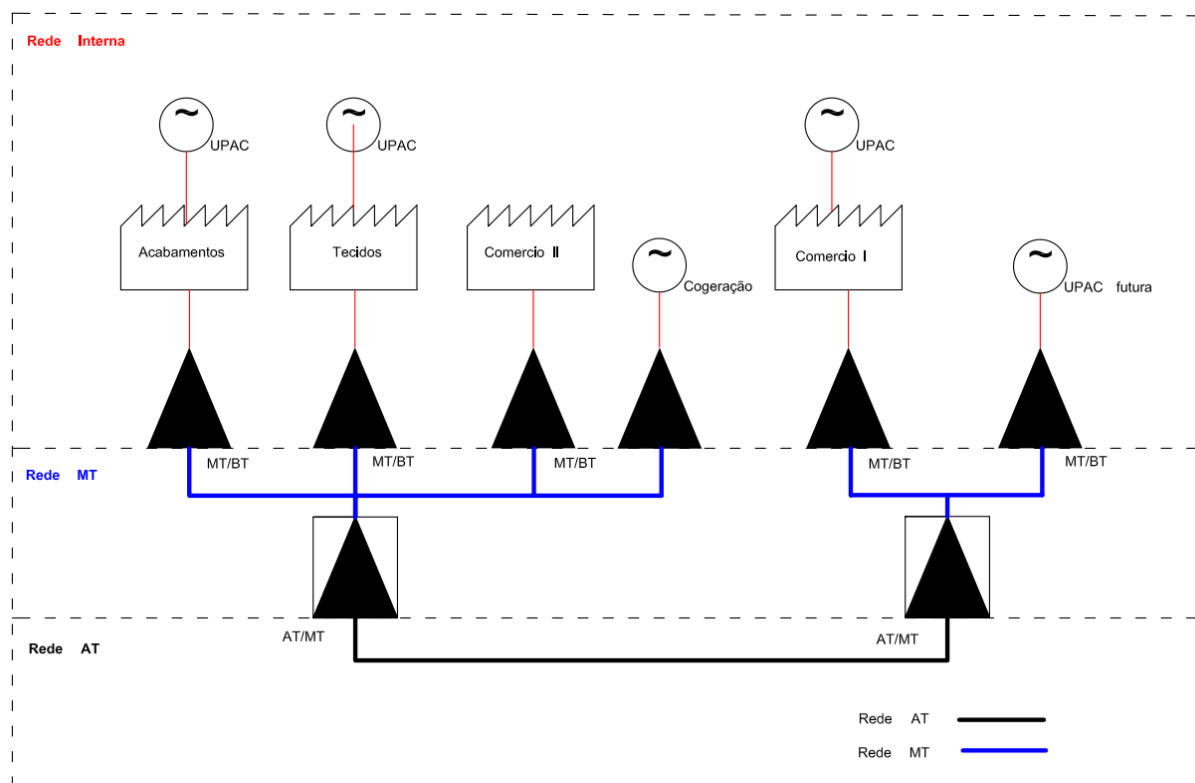 Rede Interna
~
UPAC
~
UPAC
~
UPAC
Acabamentos
Tecidos
Comercio II
~
Cogeração
Comercio I
~
UPAC futura
MT/BT
MT/BT
MT/BT
MT/BT
MT/BT
Rede MT
AT/MT
AT/MT
Rede AT
Rede AT
Rede MT